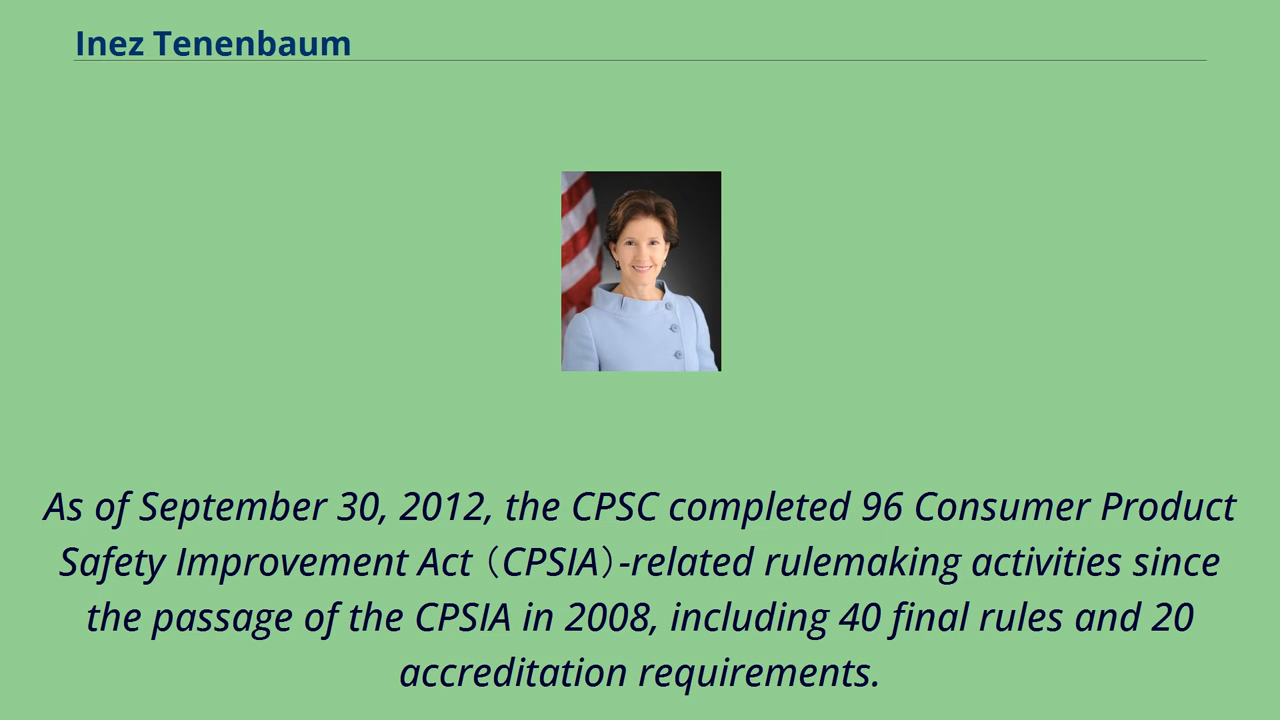 Inez Tenenbaum
As of September 30, 2012, the CPSC completed 96 Consumer Product
Safety Improvement Act（CPSIA）-related rulemaking activities since
the passage of the CPSIA in 2008, including 40 final rules and 20
accreditation requirements.